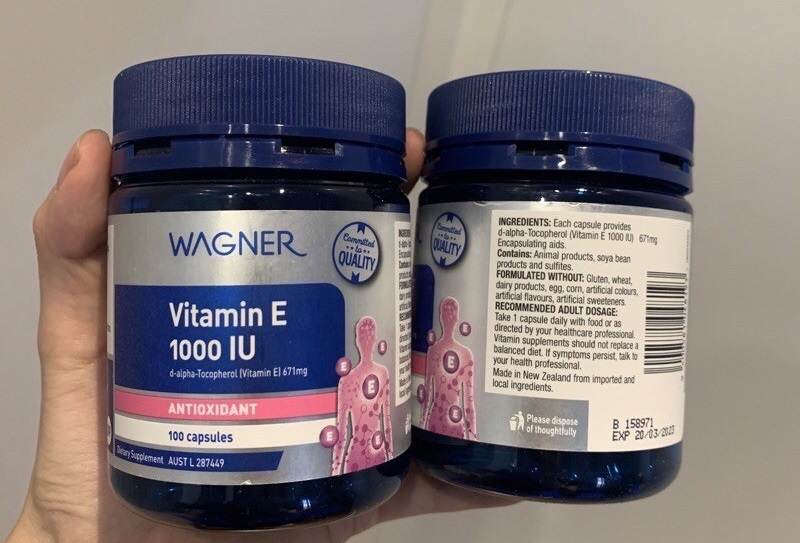 WAGNER
Committed
to
QUALITY
Vitamin E
1000 IU
d-alpha-Tocopherol (Vitamin E) 671mg
ANTIOXIDANT
100 capsules
Dietary Supplement AUST L 287449
E
E
E
E
E
Committed
to
QUALITY
INGREDIENTS: Each capsule provides
d-alpha-Tocopherol (Vitamin E 1000 IU) 671mg
Encapsulating aids.
Contains: Animal products, soya bean
products and sulfites.
FORMULATED WITHOUT: Gluten, wheat,
dairy products, egg, corn, artificial colours,
artificial flavours, artificial sweeteners.
RECOMMENDED ADULT DOSAGE:
Take 1 capsule daily with food or as
directed by your healthcare professional.
Vitamin supplements should not replace a
balanced diet. If symptoms persist, talk to
your health professional.
Made in New Zealand from imported and
local ingredients.
Please dispose
of thoughtfully
B 158971
EXP 20/03/2023
E
E
E
E